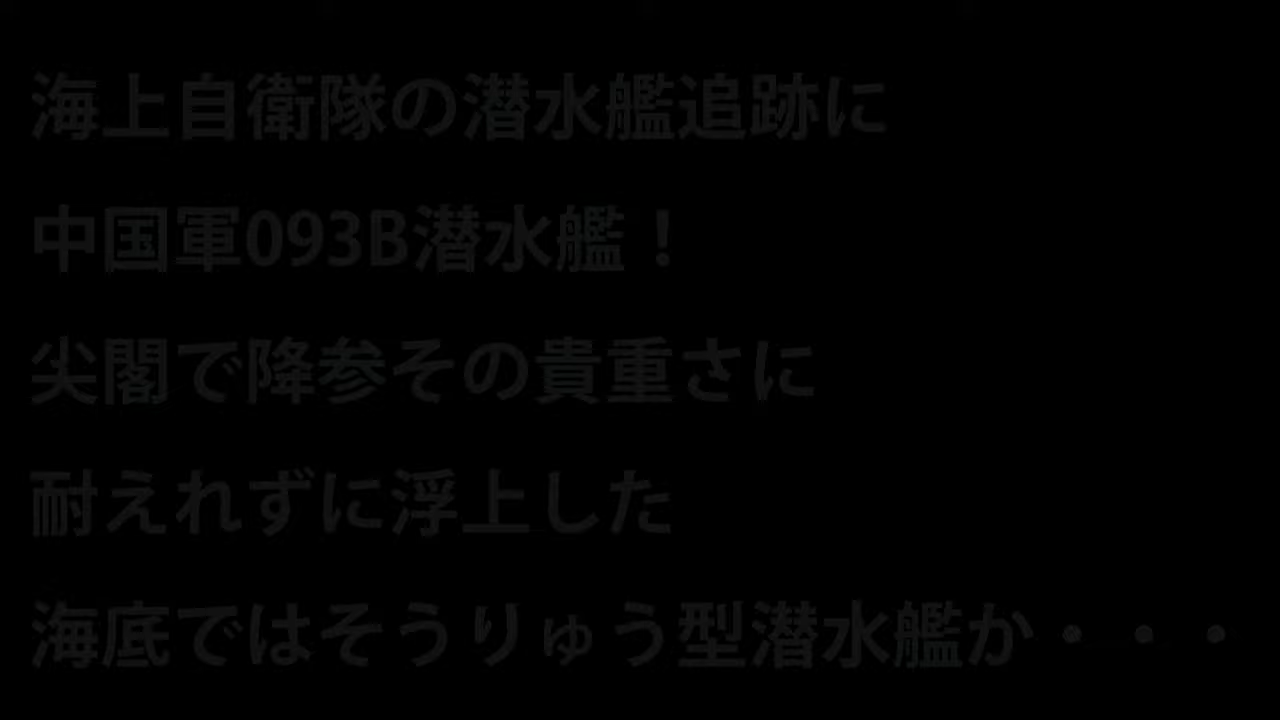 海上自衛隊の潜水艦追跡に
中国軍093B潜水艦！
尖閣で降参その貴重さに
耐えれずに浮上した
海底ではそうりゅう型潜水艦か・・・